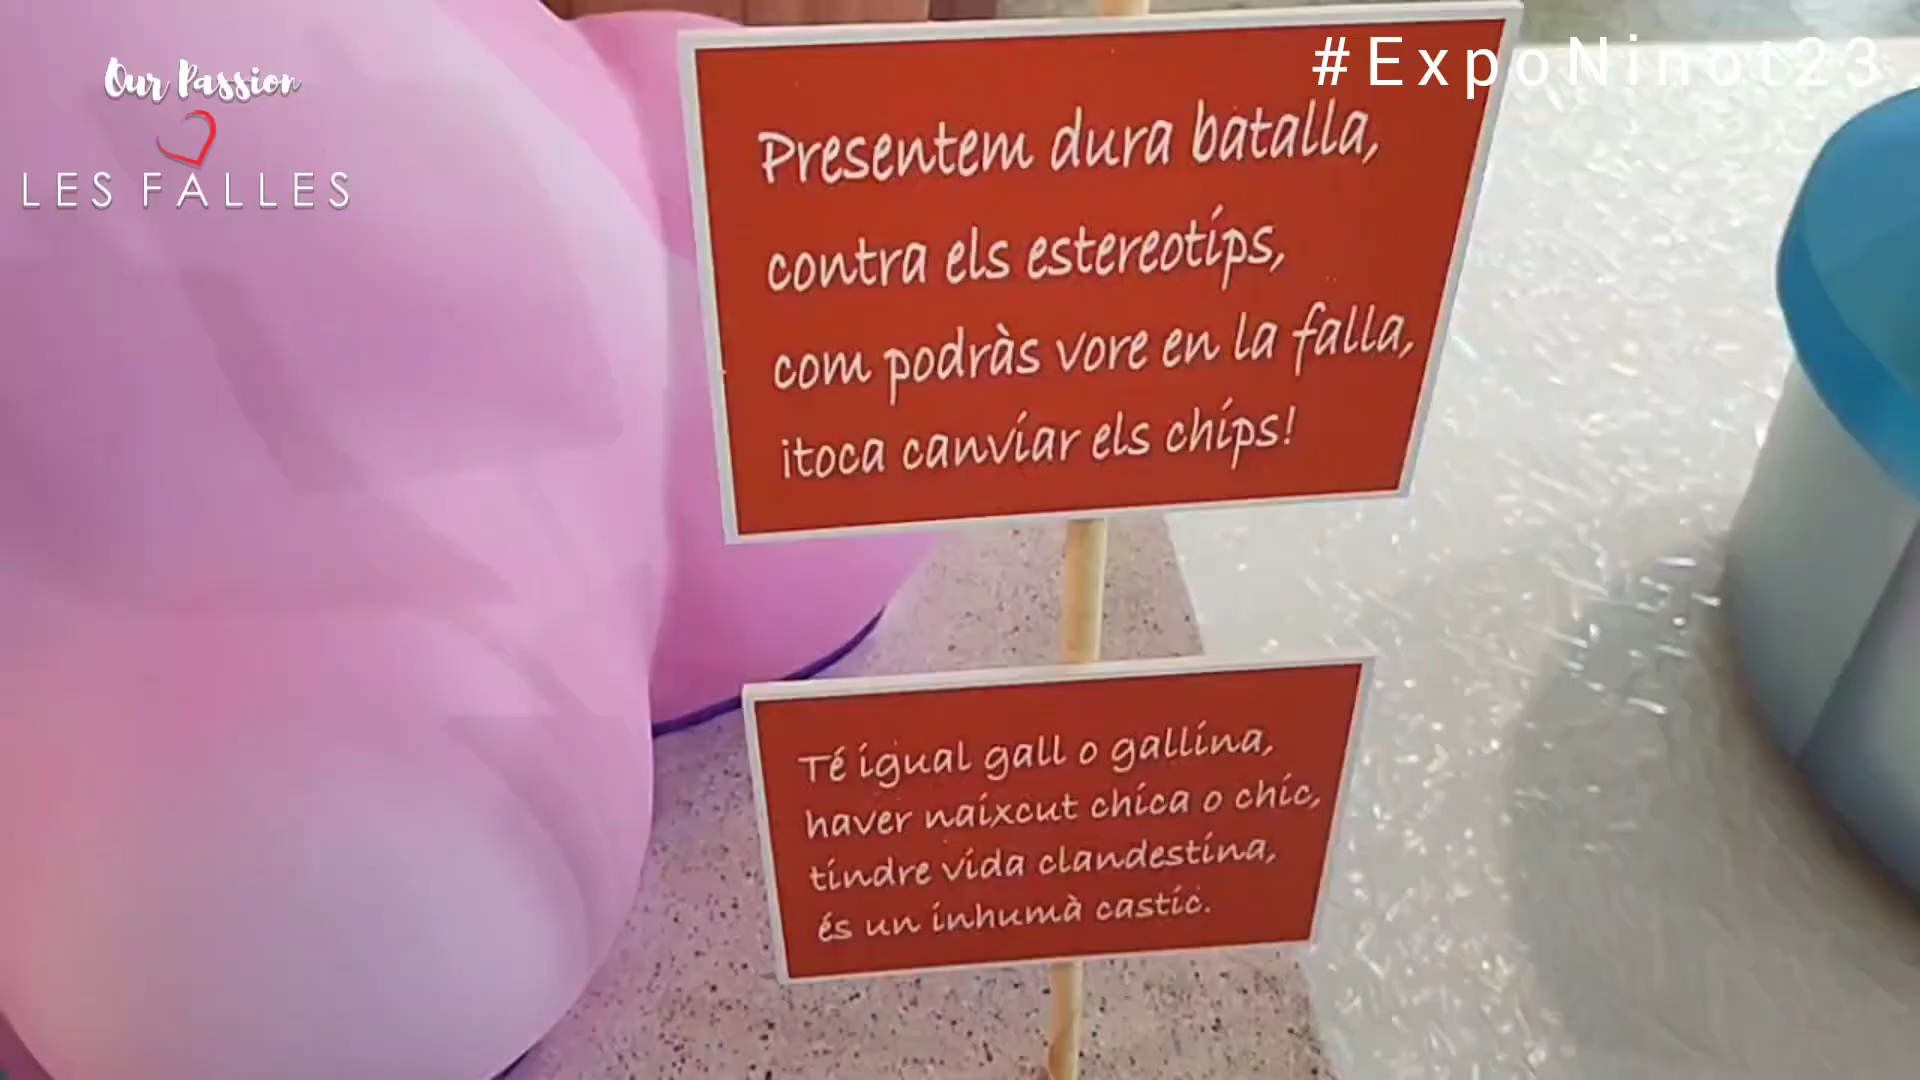 Our Passion
LES FALLES
#ExpoNinot23
Presentem dura batalla,
contra els estereotips,
com podràs vore en la falla,
¡toca canviar els chips!
Té igual gall o gallina,
haver naixcut chica o chic,
tindre vida clandestina,
és un inhumà castic.